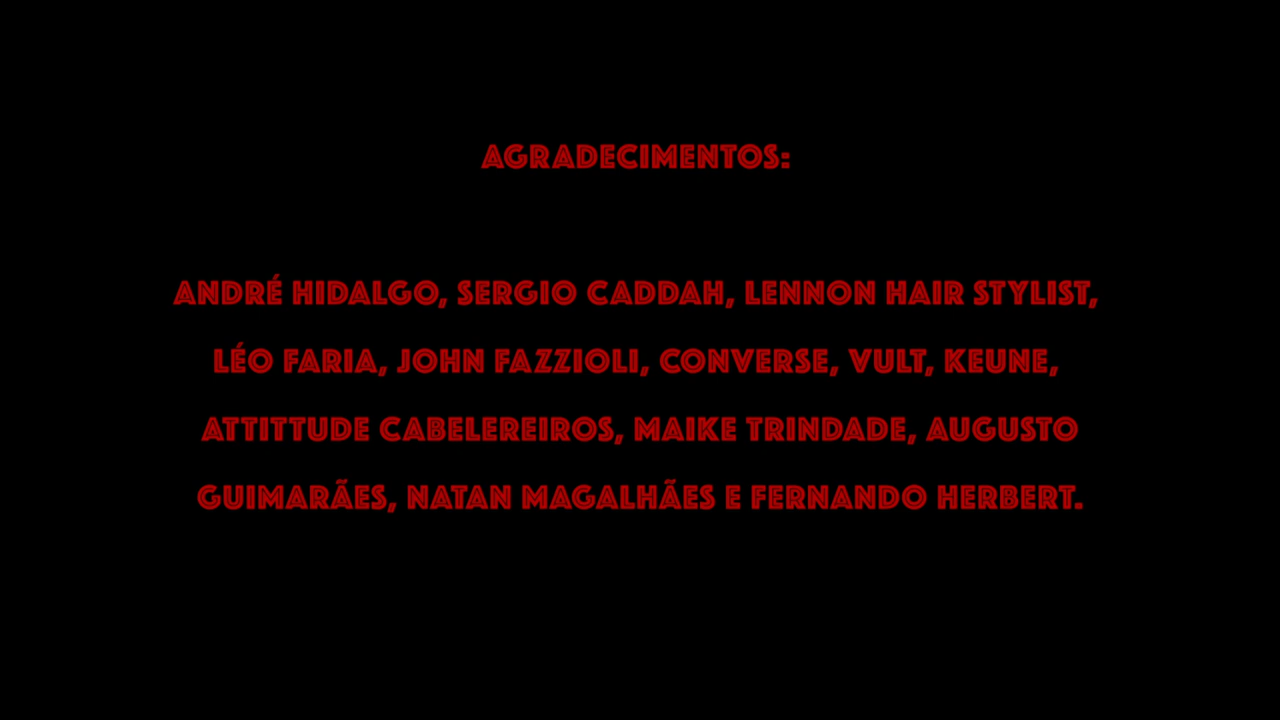 AGRADECIMENTOS:
ANDRÉ HIDALGO, SERGIO CADDAH, LENNON HAIR STYLIST,
LÉO FARIA, JOHN FAZZIOLI, CONVERSE, VULT, KEUNE,
ATTITTUDE CABELEREIROS, MAIKE TRINDADE, AUGUSTO
GUIMARÃES, NATAN MAGALHÃES E FERNANDO HERBERT.